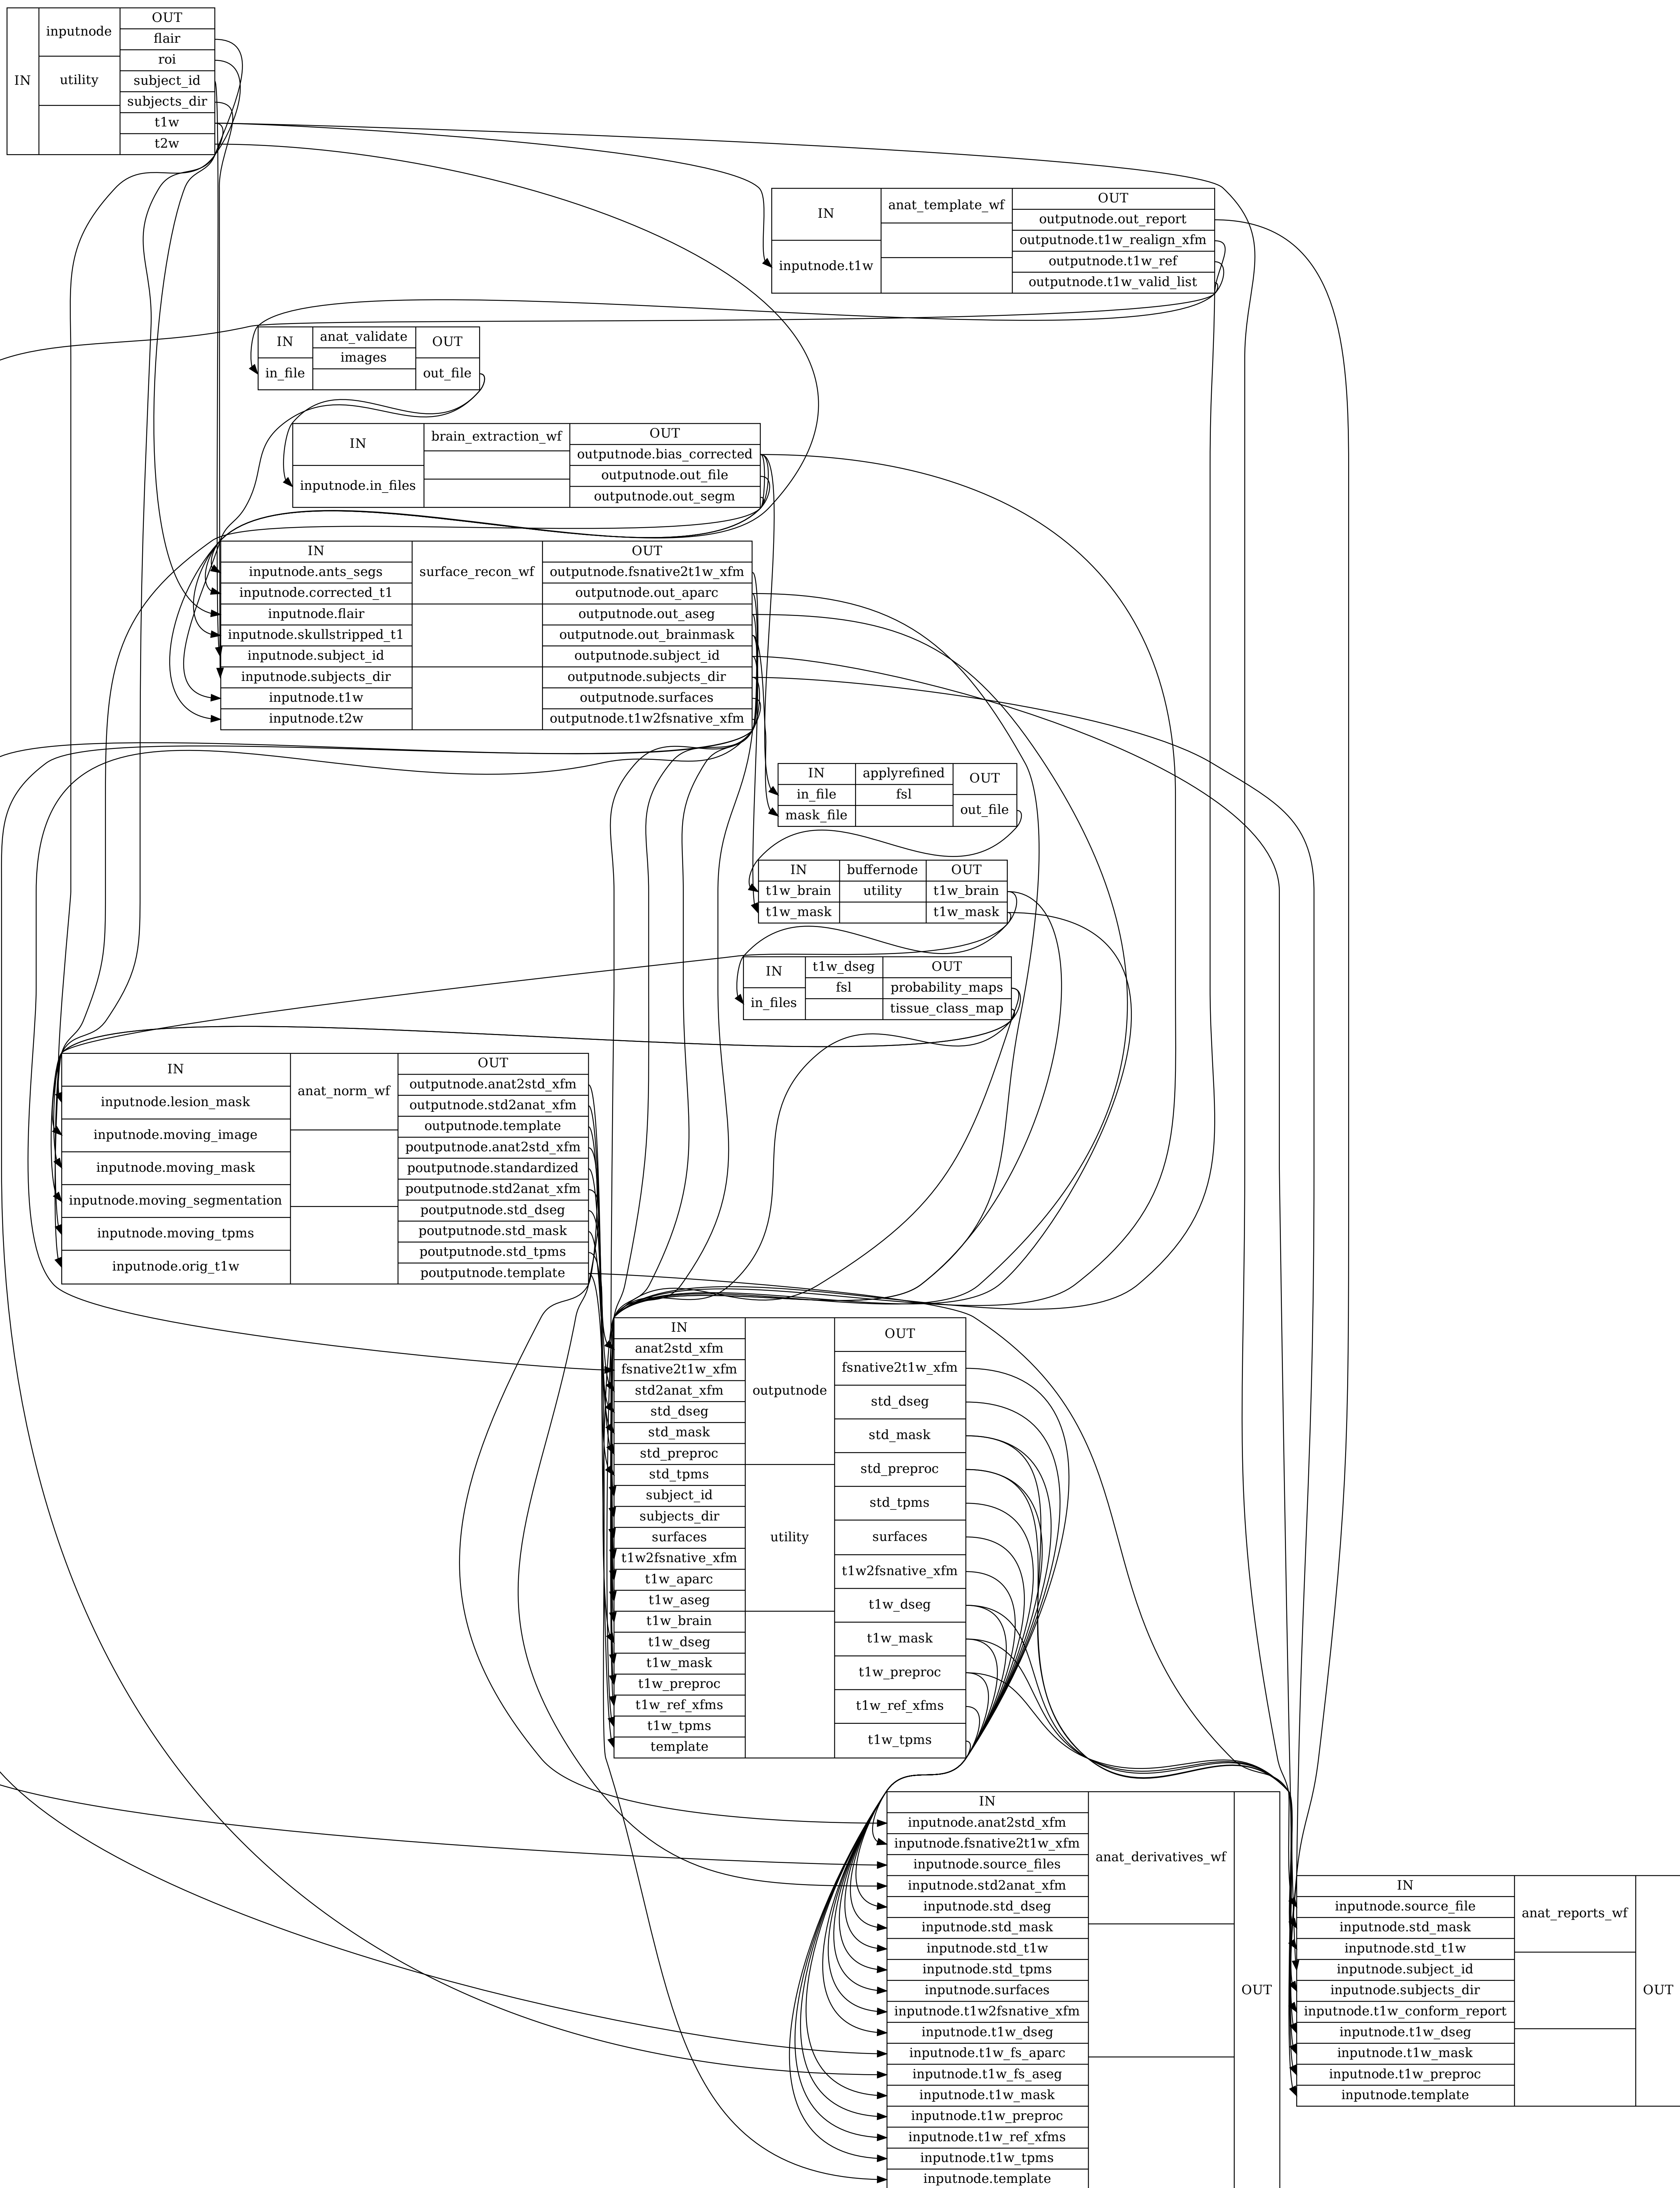 OUT
inputnode
flair
roi
IN
utility
subject_id
subjects_dir
t1w
t2w
IN
anat_template_wf
OUT
outputnode.out_report
outputnode.t1w_realign_xfm
inputnode.t1w
outputnode.t1w_ref
outputnode.t1w_valid_list
IN
anat_validate
OUT
images
in_file
out_file
IN
brain_extraction_wf
OUT
outputnode.bias_corrected
inputnode.in_files
outputnode.out_file
outputnode.out_segm
IN
surface_recon_wf
OUT
inputnode.ants_segs
outputnode.fsnative2t1w_xfm
inputnode.corrected_t1
outputnode.out_aparc
inputnode.flair
outputnode.out_aseg
inputnode.skullstripped_t1
outputnode.out_brainmask
inputnode.subject_id
outputnode.subject_id
inputnode.subjects_dir
outputnode.subjects_dir
inputnode.t1w
outputnode.surfaces
inputnode.t2w
outputnode.t1w2fsnative_xfm
IN
applyrefined
OUT
in_file
fsl
mask_file
out_file
IN
buffernode
OUT
t1w_brain
utility
t1w_brain
t1w_mask
t1w_mask
IN
t1w_dseg
OUT
fsl
probability_maps
in_files
tissue_class_map
IN
anat_norm_wf
OUT
inputnode.lesion_mask
inputnode.moving_image
inputnode.moving_mask
inputnode.moving_segmentation
inputnode.moving_tpms
inputnode.orig_t1w
outputnode.anat2std_xfm
outputnode.std2anat_xfm
outputnode.template
poutputnode.anat2std_xfm
poutputnode.standardized
poutputnode.std2anat_xfm
poutputnode.std_dseg
poutputnode.std_mask
poutputnode.std_tpms
poutputnode.template
IN
anat2std_xfm
fsnative2t1w_xfm
std2anat_xfm
std_dseg
std_mask
std_preproc
std_tpms
subject_id
subjects_dir
surfaces
t1w2fsnative_xfm
t1w_aparc
t1w_aseg
t1w_brain
t1w_dseg
t1w_mask
t1w_preproc
t1w_ref_xfms
t1w_tpms
template
outputnode
utility
OUT
fsnative2t1w_xfm
std_dseg
std_mask
std_preproc
std_tpms
surfaces
t1w2fsnative_xfm
t1w_dseg
t1w_mask
t1w_preproc
t1w_ref_xfms
t1w_tpms
IN
inputnode.anat2std_xfm
inputnode.fsnative2t1w_xfm
inputnode.source_files
inputnode.std2anat_xfm
inputnode.std_dseg
inputnode.std_mask
inputnode.std_t1w
inputnode.std_tpms
inputnode.surfaces
inputnode.t1w2fsnative_xfm
inputnode.t1w_dseg
inputnode.t1w_fs_aparc
inputnode.t1w_fs_aseg
inputnode.t1w_mask
inputnode.t1w_preproc
inputnode.t1w_ref_xfms
inputnode.t1w_tpms
inputnode.template
anat_derivatives_wf
OUT
IN
inputnode.source_file
inputnode.std_mask
inputnode.std_t1w
inputnode.subject_id
inputnode.subjects_dir
inputnode.t1w_conform_report
inputnode.t1w_dseg
inputnode.t1w_mask
inputnode.t1w_preproc
inputnode.template
anat_reports_wf
OUT